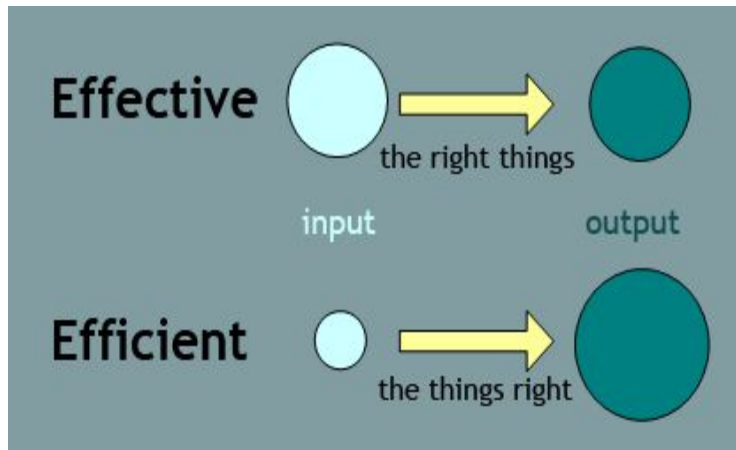 Effective
the right things
input
output
Efficient
the things right